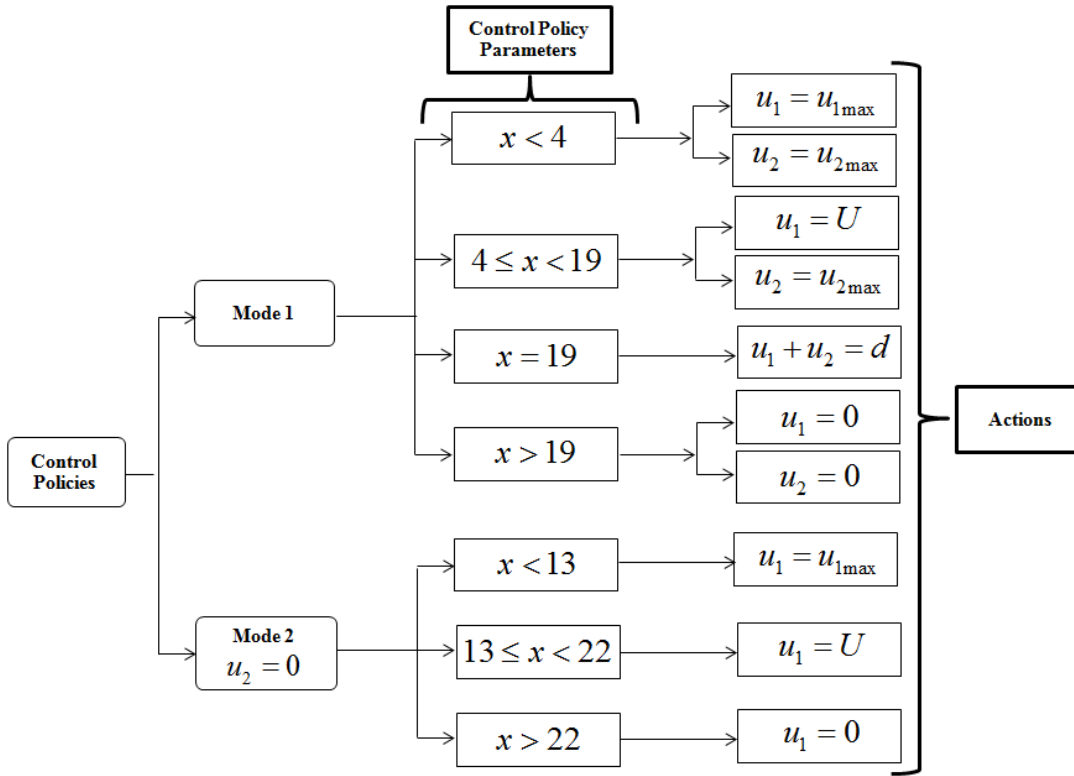 Control Policy
Parameters
x < 4
u₁ = u₁ₘₐₓ
u₂ = u₂ₘₐₓ
4 ≤ x < 19
u₁ = U
u₂ = u₂ₘₐₓ
Mode 1
x = 19
u₁ + u₂ = d
x > 19
u₁ = 0
u₂ = 0
Actions
Control
Policies
x < 13
u₁ = u₁ₘₐₓ
Mode 2
u₂ = 0
13 ≤ x < 22
u₁ = U
x > 22
u₁ = 0